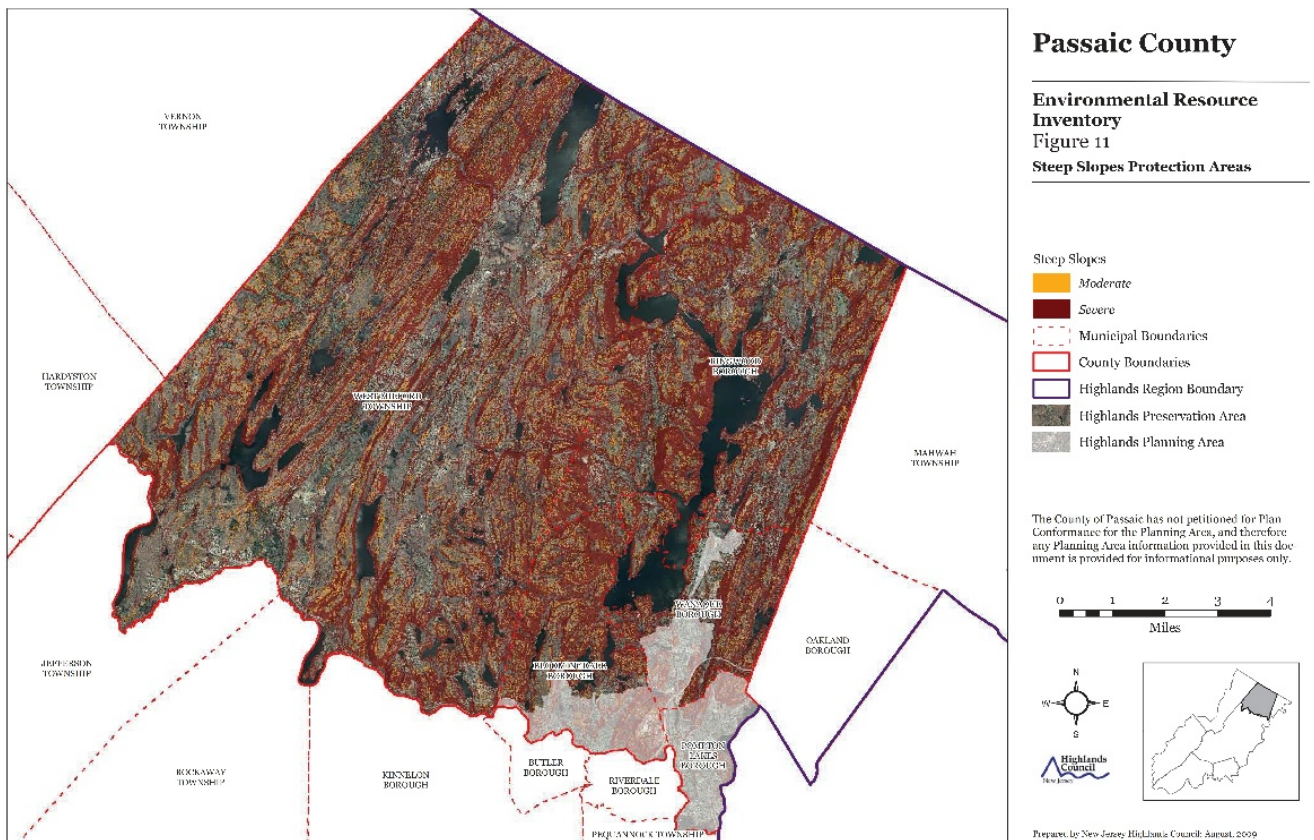 Passaic County
Environmental Resource
Inventory
Figure 11
Steep Slopes Protection Areas
Steep Slopes
Moderate
Severe
Municipal Boundaries
County Boundaries
Highlands Region Boundary
Highlands Preservation Area
Highlands Planning Area
The County of Passaic has not petitioned for Plan
Conformance for the Planning Area, and therefore
any Planning Area information provided in this doc
ument is provided for informational purposes only.
0 1 2 3 4
Miles
N
W E
S
Highlands
Council
New Jersey
Prepared by New Jersey Highlands Council: August, 2009
VERNON
TOWNSHIP
HARDYSTON
TOWNSHIP
WEST MILFORD
TOWNSHIP
RINGWOOD
BOROUGH
MAHWAH
TOWNSHIP
WANAQUE
BOROUGH
OAKLAND
BOROUGH
JEFFERSON
TOWNSHIP
BLOOMINGDALE
BOROUGH
ROCKAWAY
TOWNSHIP
KINNELON
BOROUGH
BUTLER
BOROUGH
RIVERDALE
BOROUGH
POMPTON
LAKES
BOROUGH
PEQUANNOCK TOWNSHIP